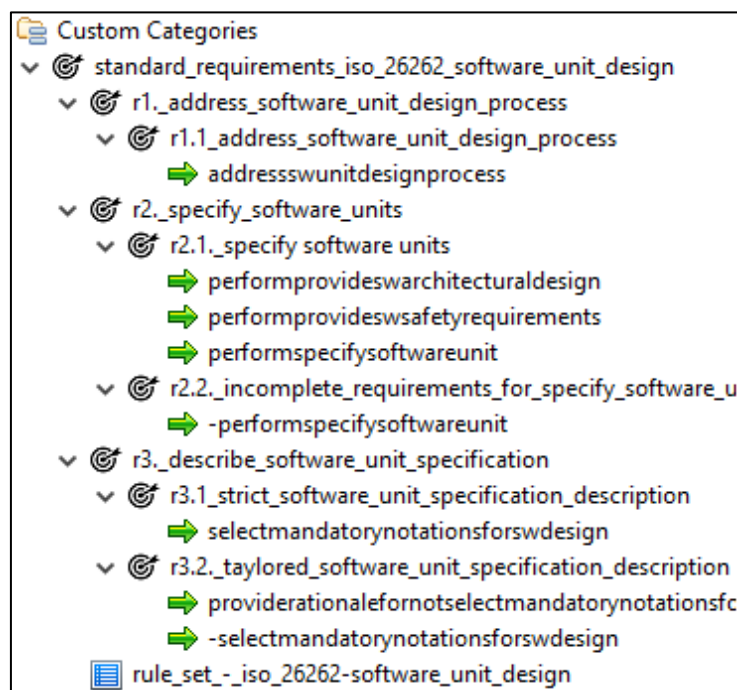 Custom Categories
standard_requirements_iso_26262_software_unit_design
r1._address_software_unit_design_process
r1.1_address_software_unit_design_process
addressswunitdesignprocess
r2._specify_software_units
r2.1._specify software units
performprovideswarchitecturaldesign
performprovideswsafetyrequirements
performspecifysoftwareunit
r2.2._incomplete_requirements_for_specify_software_u
-performspecifysoftwareunit
r3._describe_software_unit_specification
r3.1_strict_software_unit_specification_description
selectmandatorynotationsforswdesign
r3.2._taylored_software_unit_specification_description
providerationalefornotselectmandatorynotationsfc
-selectmandatorynotationsforswdesign
rule_set_-_iso_26262-software_unit_design